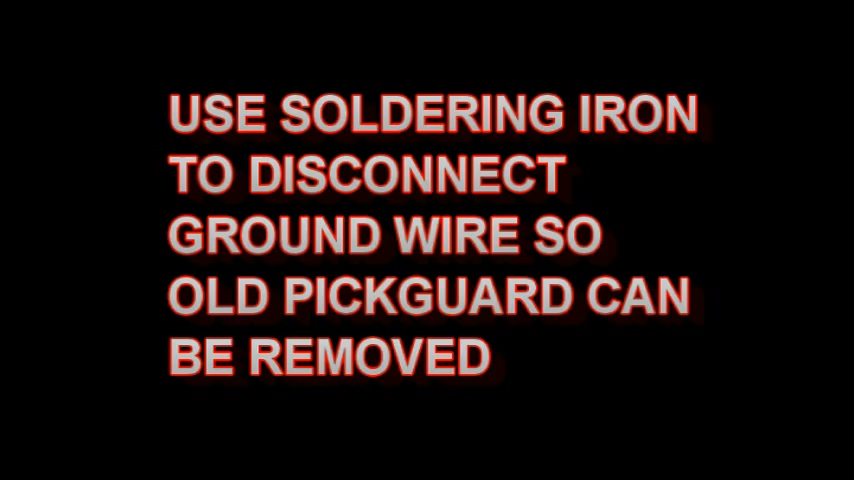 USE SOLDERING IRON
TO DISCONNECT
GROUND WIRE SO
OLD PICKGUARD CAN
BE REMOVED